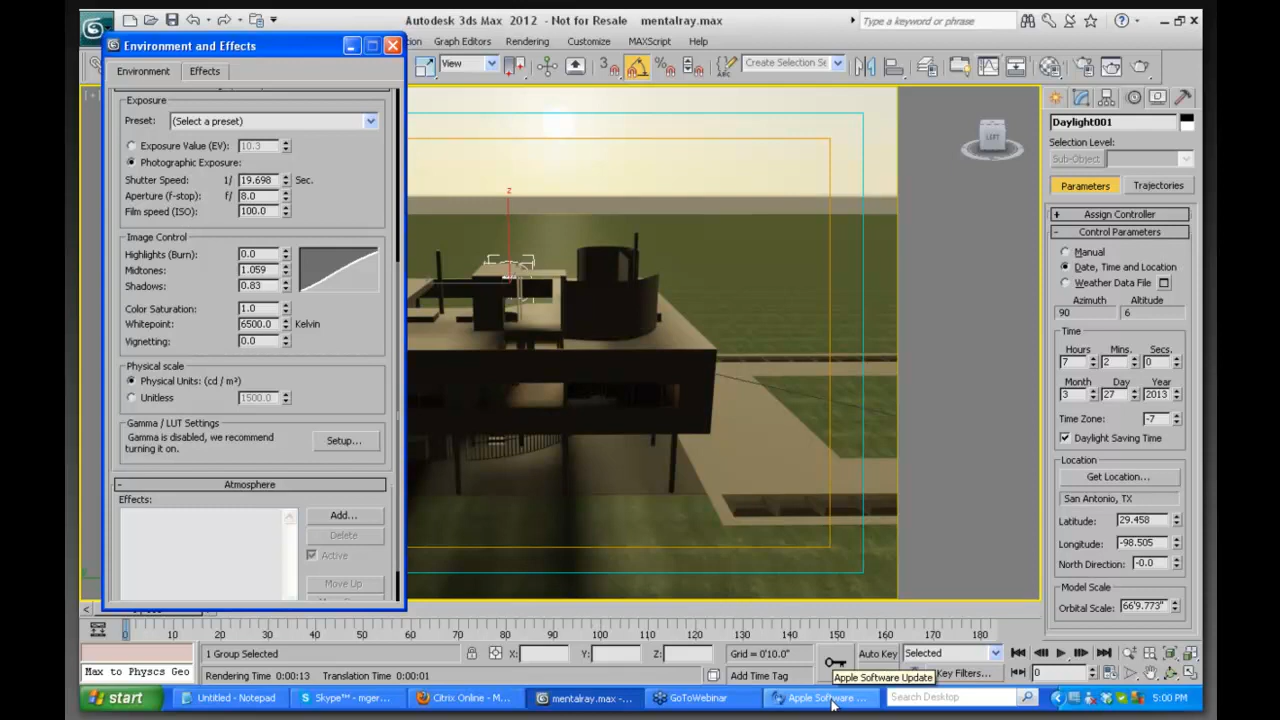 Autodesk 3ds Max 2012 - Not for Resale mentalray.max
Type a keyword or phrase
Environment and Effects
Graph Editors Rendering Customize MAXScript Help
Environment Effects
View
Create Selection Se
Exposure
Preset: (Select a preset)
Exposure Value (EV): 10.3
Photographic Exposure:
Shutter Speed: 1/ 19.698 Sec.
Aperture (f-stop): f/ 8.0
Film speed (ISO): 100.0
Image Control
Highlights (Burn): 0.0
Midtones: 1.059
Shadows: 0.83
Color Saturation: 1.0
Whitepoint: 6500.0 Kelvin
Vignetting: 0.0
Physical scale
Physical Units: (cd / m²)
Unitless 1500.0
Gamma / LUT Settings
Gamma is disabled, we recommend
turning it on.
Setup...
Atmosphere
Effects:
Add...
Delete
Active
Move Up
z
LEFT
Daylight001
Selection Level:
Sub-Object
Parameters Trajectories
+ Assign Controller
- Control Parameters
Manual
Date, Time and Location
Weather Data File
Azimuth Altitude
90 6
Time
Hours Mins. Secs.
7 2 0
Month Day Year
3 27 2013
Time Zone: -7
Daylight Saving Time
Location
Get Location...
San Antonio, TX
Latitude: 29.458
Longitude: -98.505
North Direction: -0.0
Model Scale
Orbital Scale: 66'9.773"
0 10 20 30 40 50 60 70 80 90 100 110 120 130 140 150 160 170 180
1 Group Selected X: Y: Z: Grid = 0'10.0" Auto Key Selected
Max to Physcs Geo Rendering Time 0:00:13 Translation Time 0:00:01 Add Time Tag Key Filters... 0
Apple Software Update
start Untitled - Notepad Skype™ - mger... Citrix Online - M... mentalray.max -... GoToWebinar Apple Software ... Search Desktop 5:00 PM